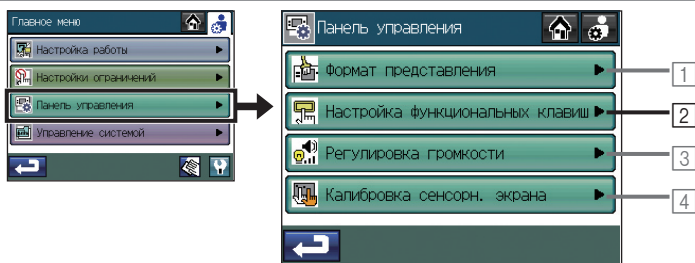 Главное меню
Настройка работы
Настройки ограничений
Панель управления
Управление системой
Панель управления
Формат представления
Настройка функциональных клавиш
Регулировка громкости
Калибровка сенсорн. экрана
1
2
3
4